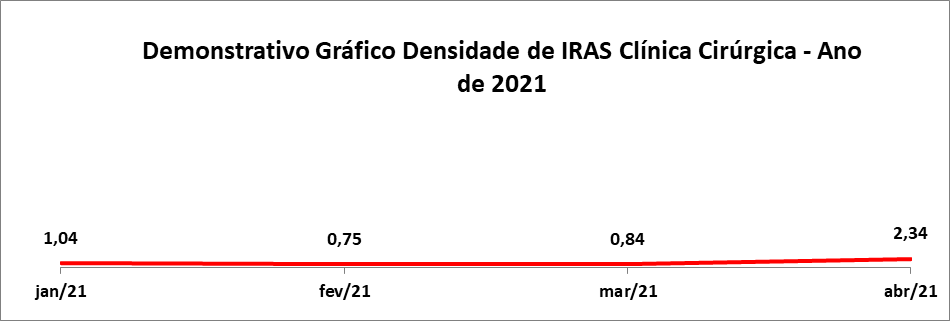 Demonstrativo Gráfico Densidade de IRAS Clínica Cirúrgica - Ano
de 2021
1,04
0,75
0,84
2,34
jan/21
fev/21
mar/21
abr/21